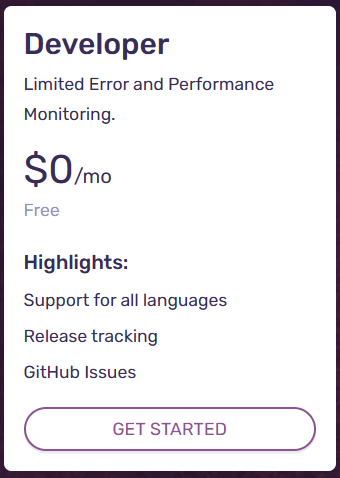 Developer
Limited Error and Performance
Monitoring.
$0/mo
Free
Highlights:
Support for all languages
Release tracking
GitHub Issues
GET STARTED